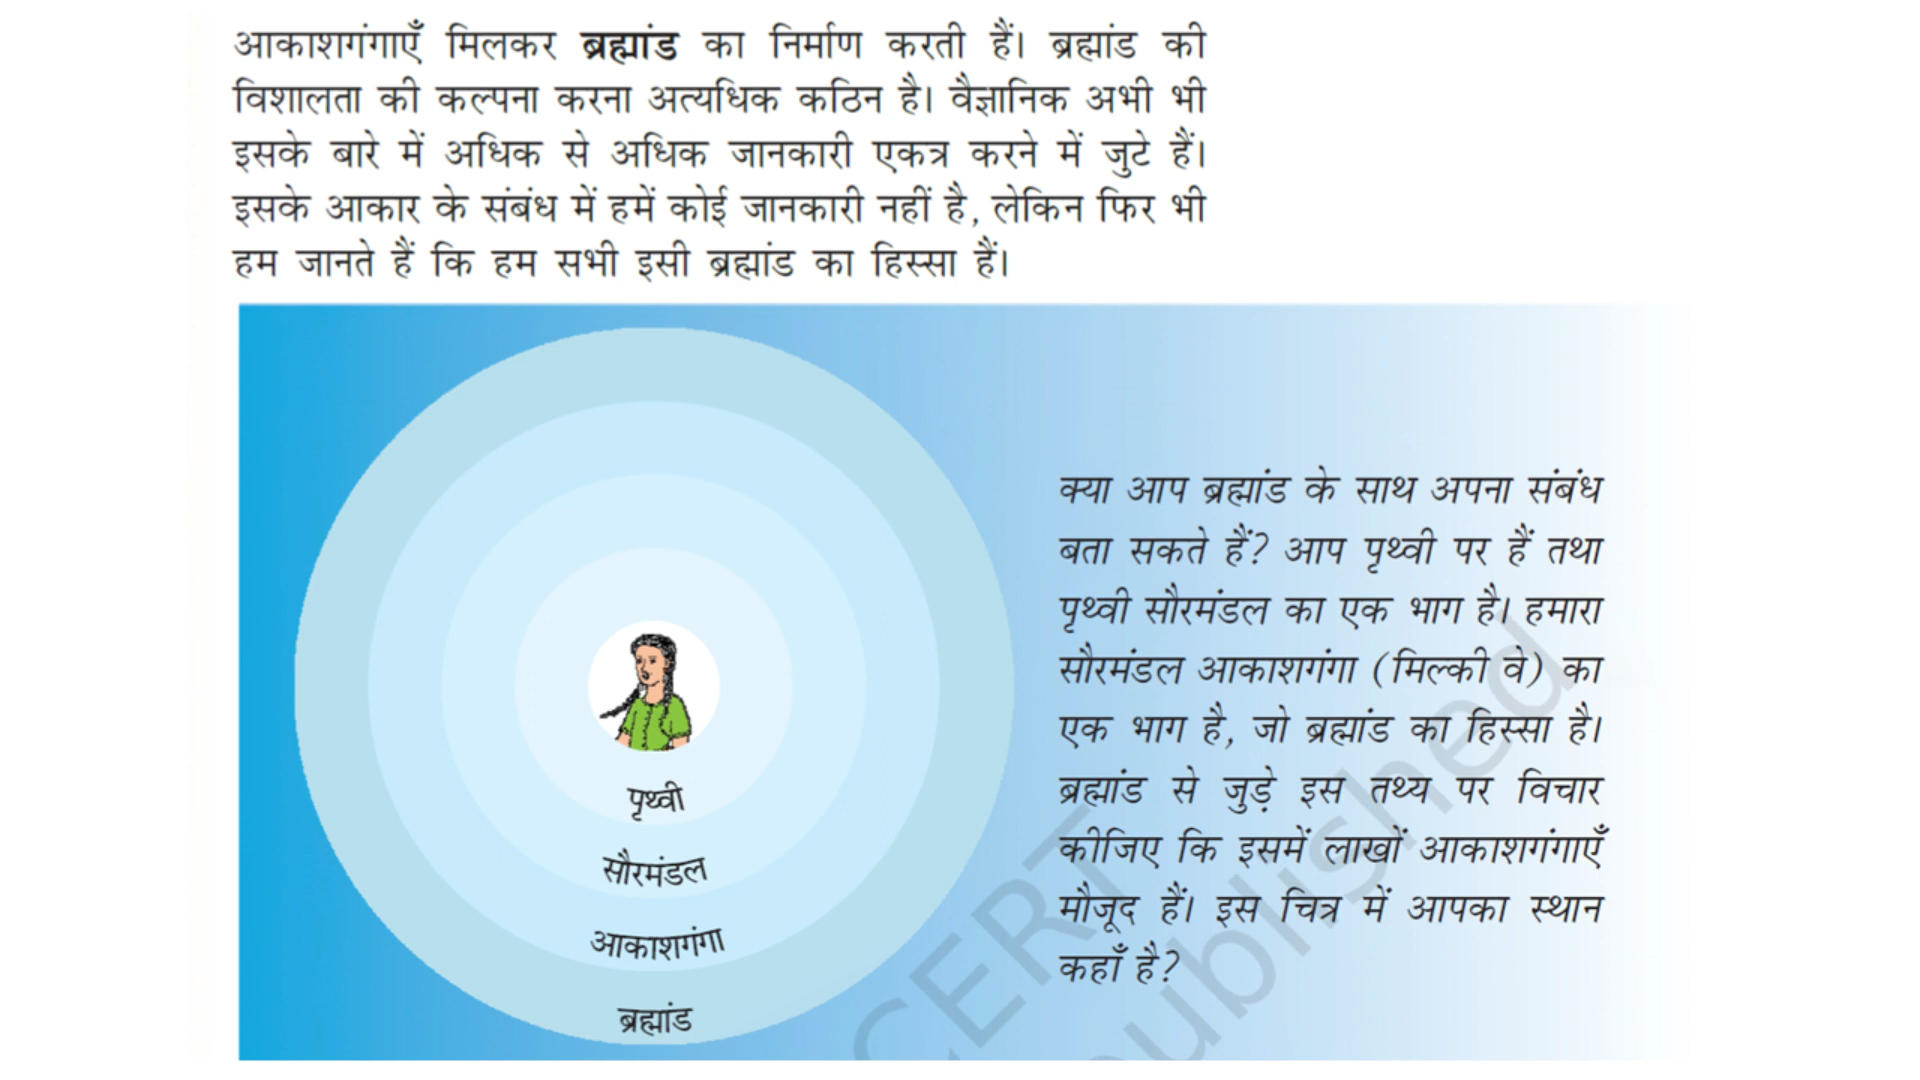 आकाशगंगाएँ मिलकर ब्रह्मांड का निर्माण करती हैं। ब्रह्मांड की
विशालता की कल्पना करना अत्यधिक कठिन है। वैज्ञानिक अभी भी
इसके बारे में अधिक से अधिक जानकारी एकत्र करने में जुटे हैं।
इसके आकार के संबंध में हमें कोई जानकारी नहीं है, लेकिन फिर भी
हम जानते हैं कि हम सभी इसी ब्रह्मांड का हिस्सा हैं।
पृथ्वी
सौरमंडल
आकाशगंगा
ब्रह्मांड
क्या आप ब्रह्मांड के साथ अपना संबंध
बता सकते हैं? आप पृथ्वी पर हैं तथा
पृथ्वी सौरमंडल का एक भाग है। हमारा
सौरमंडल आकाशगंगा (मिल्की वे) का
एक भाग है, जो ब्रह्मांड का हिस्सा है।
ब्रह्मांड से जुड़े इस तथ्य पर विचार
कीजिए कि इसमें लाखों आकाशगंगाएँ
मौजूद हैं। इस चित्र में आपका स्थान
कहाँ है?
CERT
published